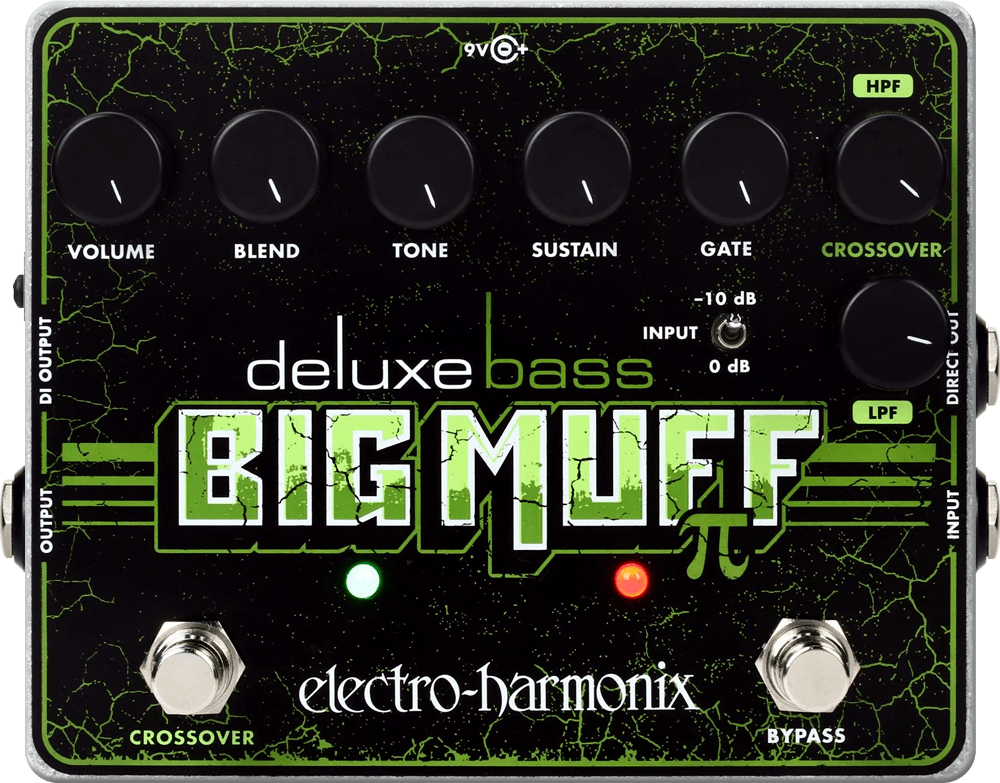 9V - +
HPF
VOLUME
BLEND
TONE
SUSTAIN
GATE
CROSSOVER
-10 dB
INPUT
0 dB
DI OUTPUT
DIRECT OUT
deluxe bass
LPF
BIG MUFF
π
OUTPUT
INPUT
electro-harmonix
CROSSOVER
BYPASS